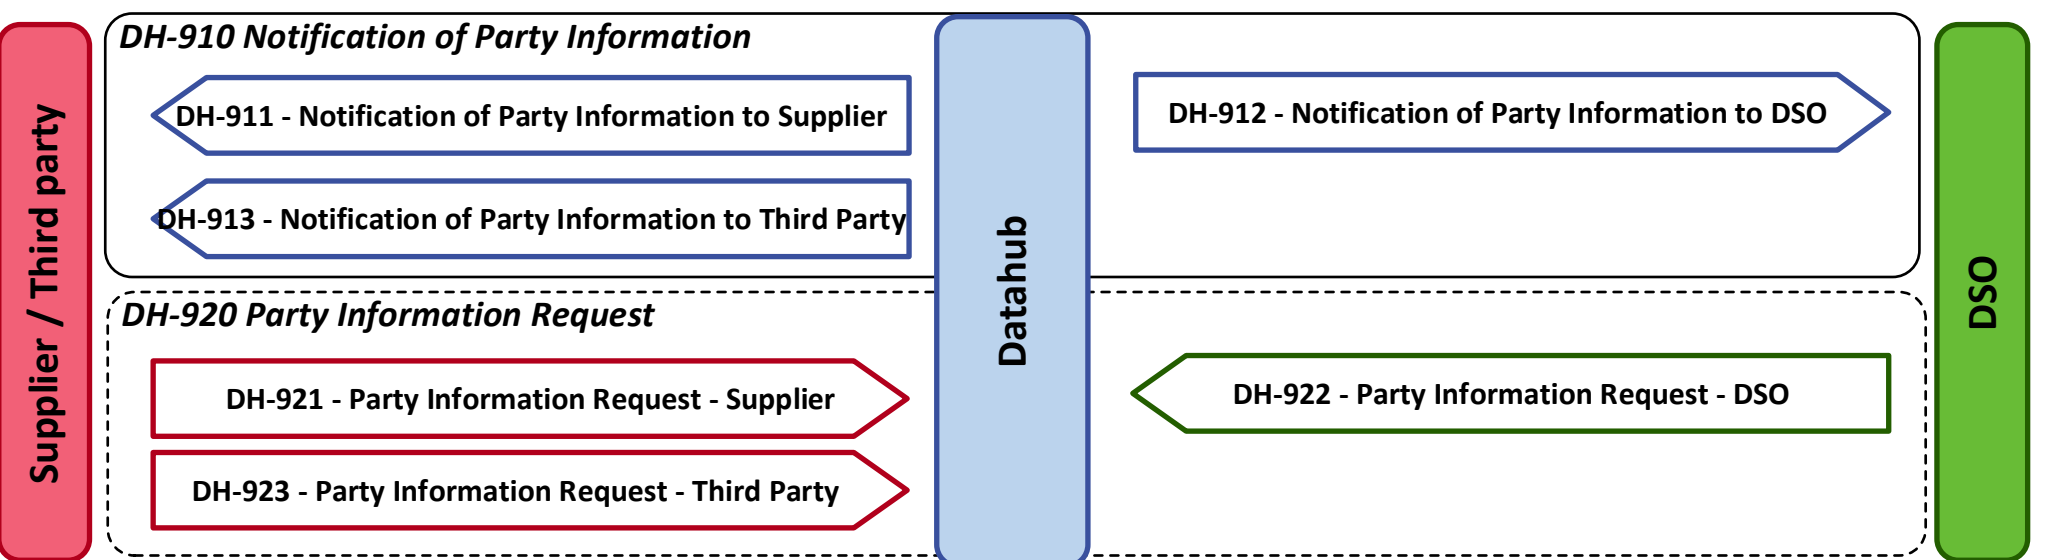 Supplier / Third party
DH-910 Notification of Party Information
DH-911 - Notification of Party Information to Supplier
DH-912 - Notification of Party Information to DSO
DH-913 - Notification of Party Information to Third Party
Datahub
DSO
DH-920 Party Information Request
DH-921 - Party Information Request - Supplier
DH-922 - Party Information Request - DSO
DH-923 - Party Information Request - Third Party